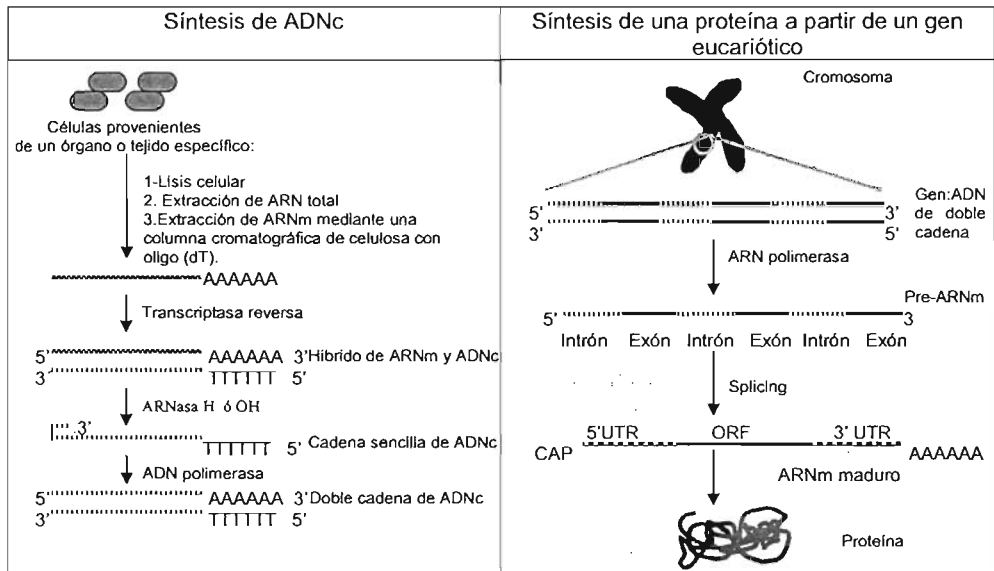 Síntesis de ADNc
Células provenientes
de un órgano o tejido específico:
1-Lisis celular
2. Extracción de ARN total
3.Extracción de ARNm mediante una
columna cromatográfica de celulosa con
oligo (dT).
AAAAAA
Transcriptasa reversa
5' AAAAAA 3'Hibrido de ARNm y ADNc
3' TTTTTT 5'
ARNasa H ó OH
3'
TTTTT 5' Cadena sencilla de ADNc
ADN polimerasa
5' AAAAAA 3'Doble cadena de ADNc
3' TTTTTT 5'
Síntesis de una proteína a partir de un gen
eucariótico
Cromosoma
Gen:ADN
de doble
cadena
5' 3'
3' 5'
ARN polimerasa
Pre-ARNm
5' 3
Intrón Exón Intrón Exón Intrón Exón
Splicing
5'UTR ORF 3' UTR
CAP AAAAAA
ARNm maduro
Proteína